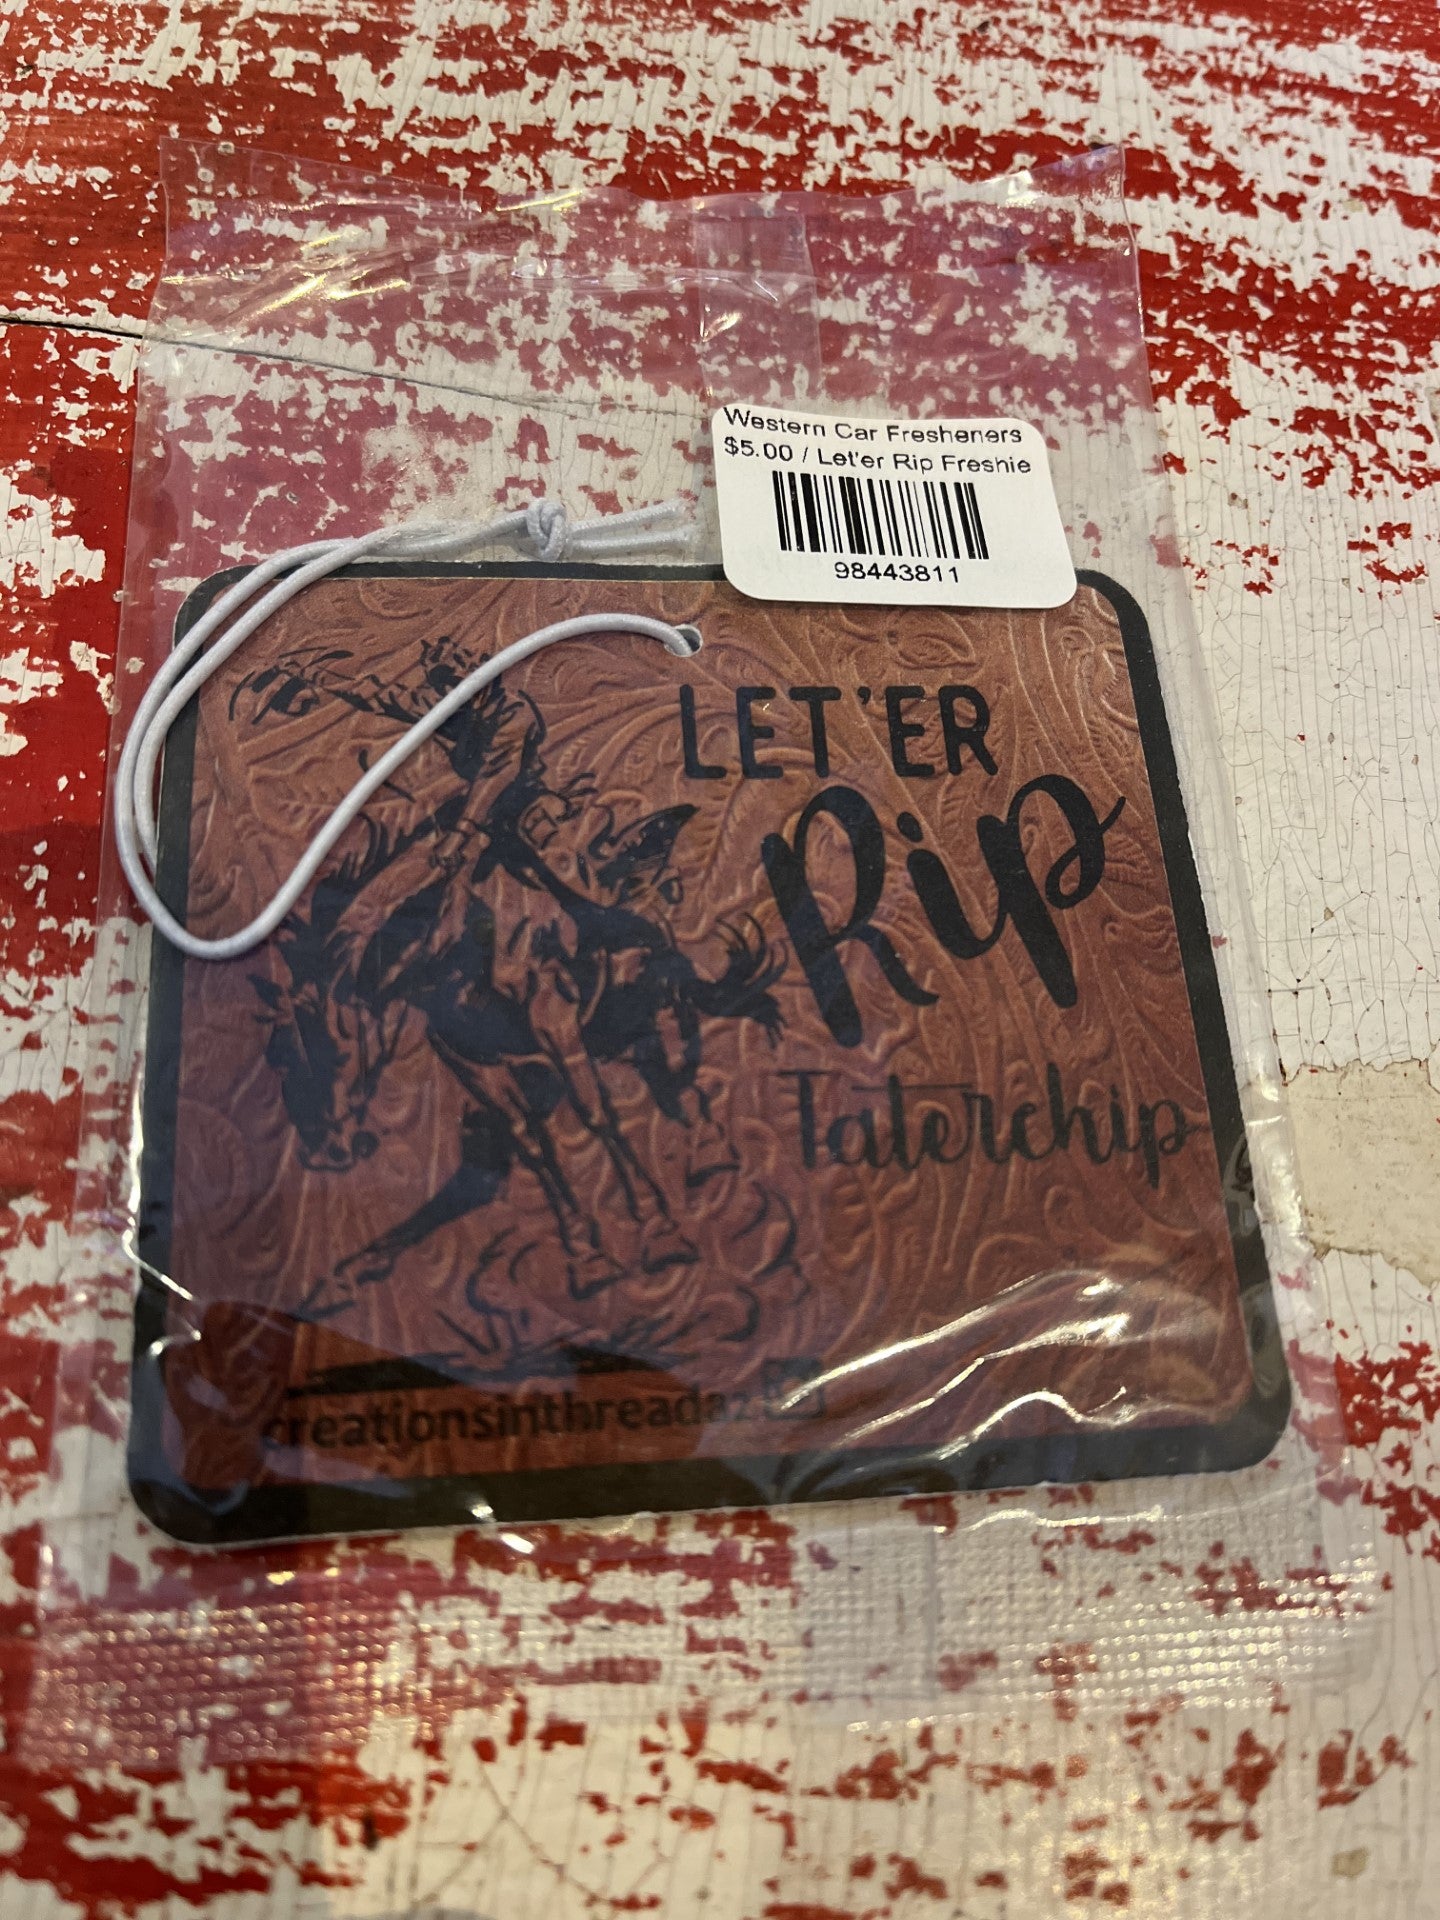 Western Car Fresheners
$5.00 / Let'er Rip Freshie
98443811
LET'ER
Rip
Taterchip
creationsinthreadaz